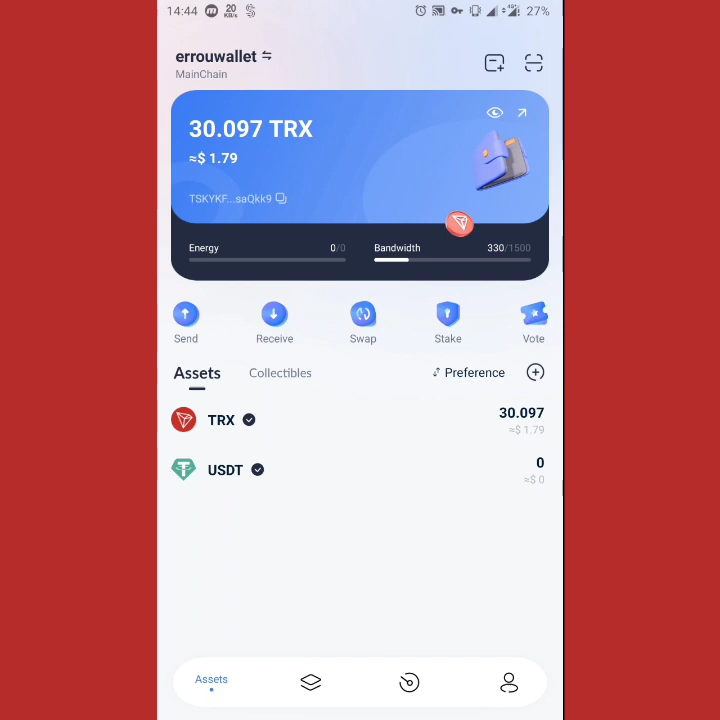 14:44 20 KB/s 4G 27%
errouwallet
MainChain
30.097 TRX
≈$ 1.79
TSKYKF...saQkk9
Energy 0/0 Bandwidth 330/1500
Send Receive Swap Stake Vote
Assets Collectibles Preference
TRX 30.097
≈$ 1.79
USDT 0
≈$ 0
Assets